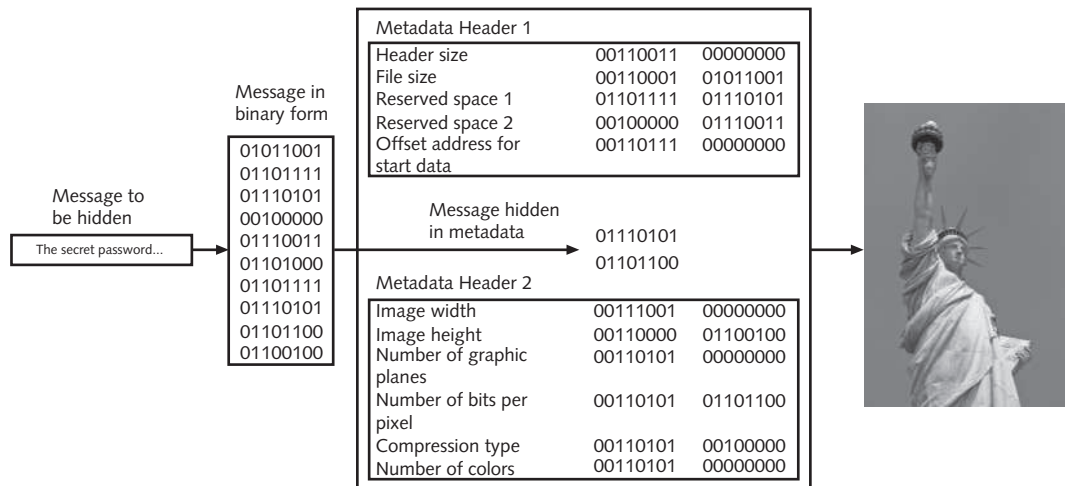 Message to
be hidden
The secret password...
Message in
binary form
01011001
01101111
01110101
00100000
01110011
01101000
01101111
01110101
01101100
01100100
Metadata Header 1
Header size 00110011 00000000
File size 00110001 01011001
Reserved space 1 01101111 01110101
Reserved space 2 00100000 01110011
Offset address for 00110111 00000000
start data
Message hidden
in metadata
01110101
01101100
Metadata Header 2
Image width 00111001 00000000
Image height 00110000 01100100
Number of graphic 00110101 00000000
planes
Number of bits per 00110101 01101100
pixel
Compression type 00110101 00100000
Number of colors 00110101 00000000